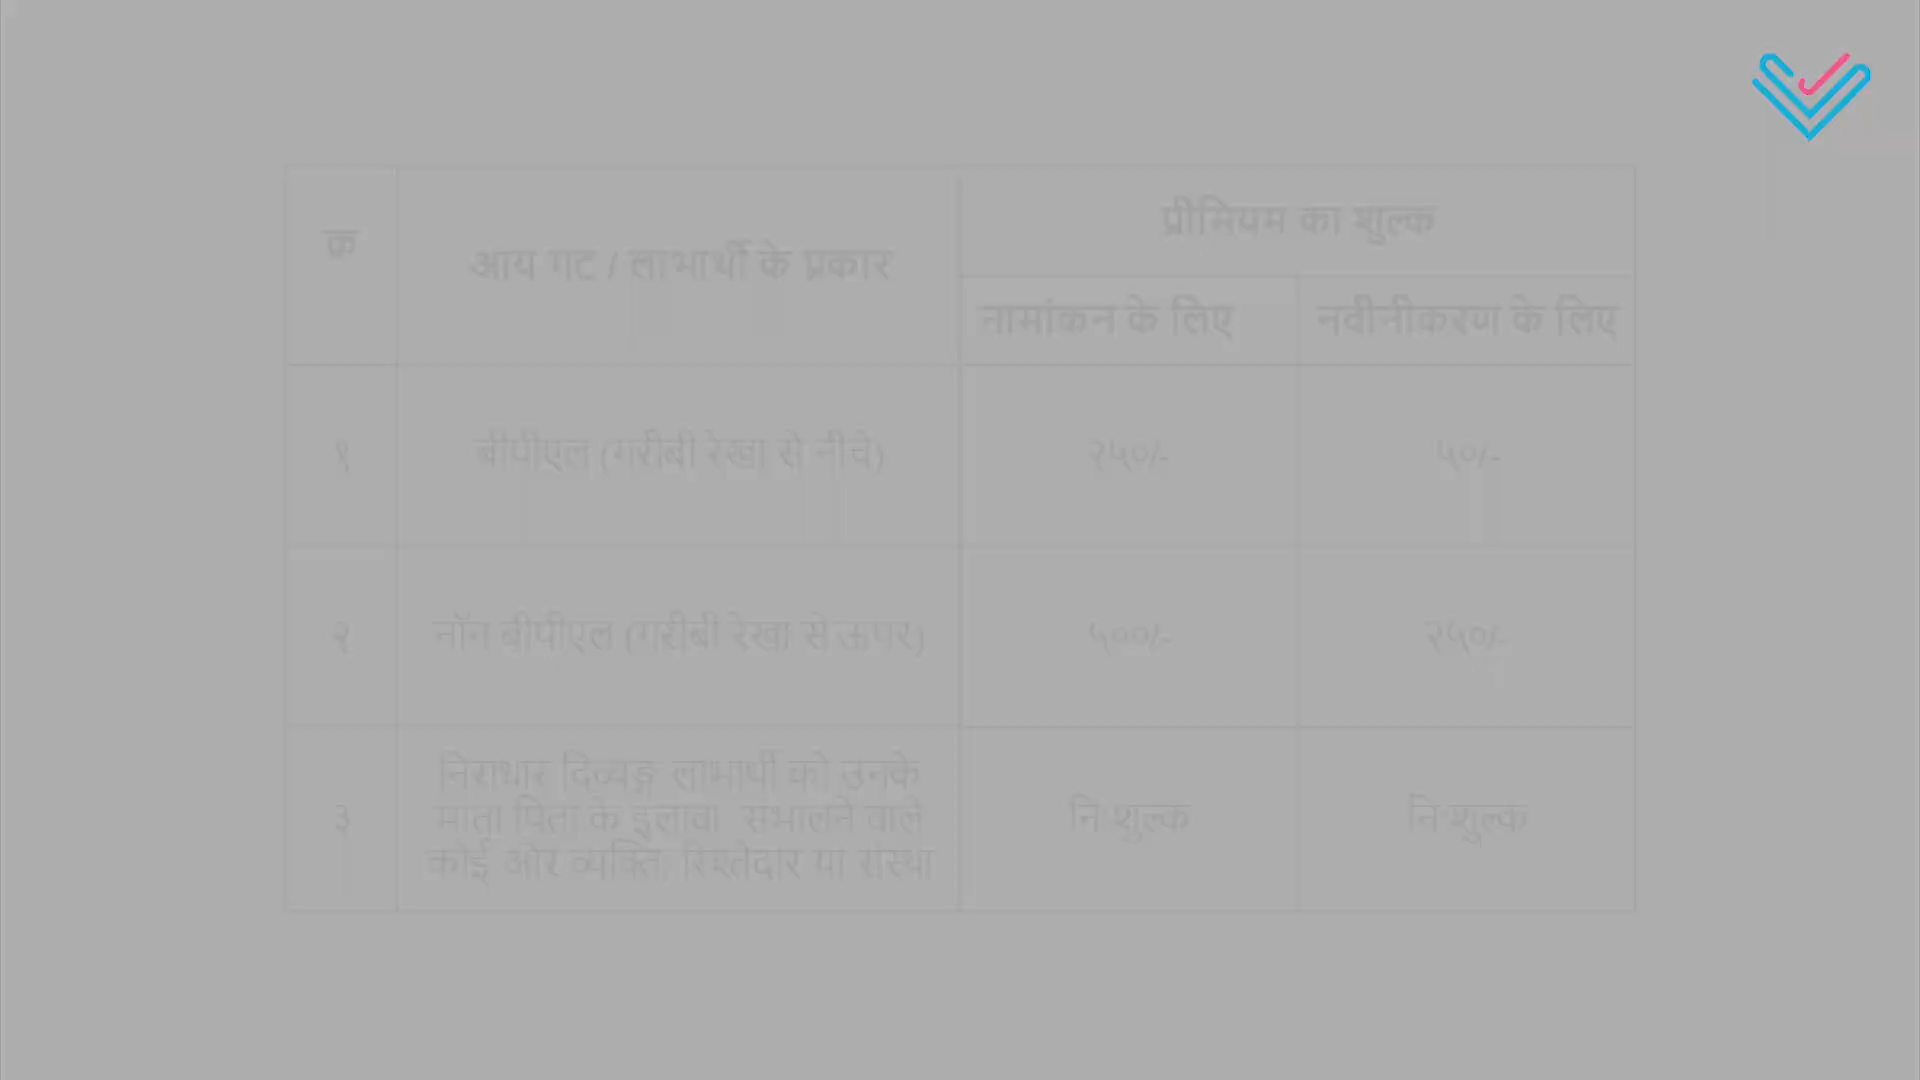 क्र
आय गट / लाभार्थी के प्रकार
प्रीमियम का शुल्क
नामांकन के लिए
नवीनीकरण के लिए
१
बीपीएल (गरीबी रेखा से नीचे)
२५०/-
५०/-
२
नॉन बीपीएल (गरीबी रेखा से ऊपर)
५००/-
२५०/-
३
निराधार दिव्यङ्ग लाभार्थी को उनके
माता पिता के इलावा संभालने वाले
कोई और व्यक्ति, रिश्तेदार या संस्था
नि शुल्क
नि शुल्क